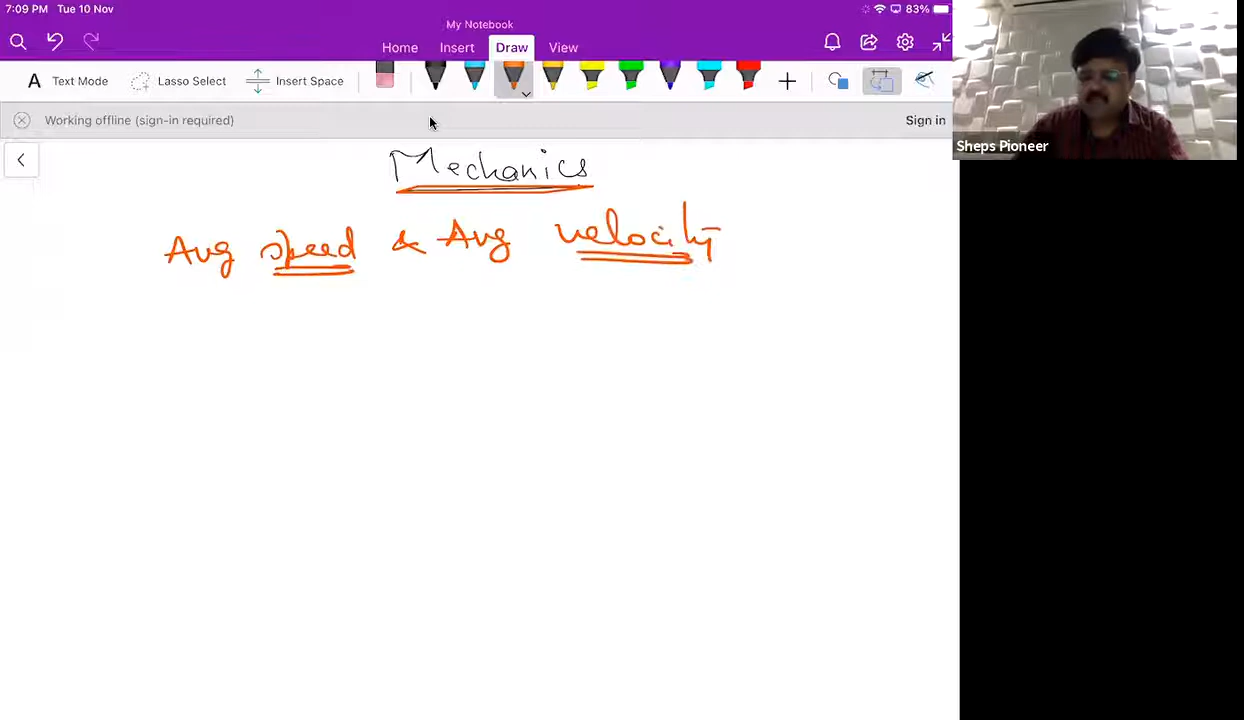 7:09 PM Tue 10 Nov
83%
My Notebook
Home Insert Draw View
A Text Mode Lasso Select Insert Space
Working offline (sign-in required) Sign in
Sheps Pioneer
Mechanics
Avg speed & Avg velocity